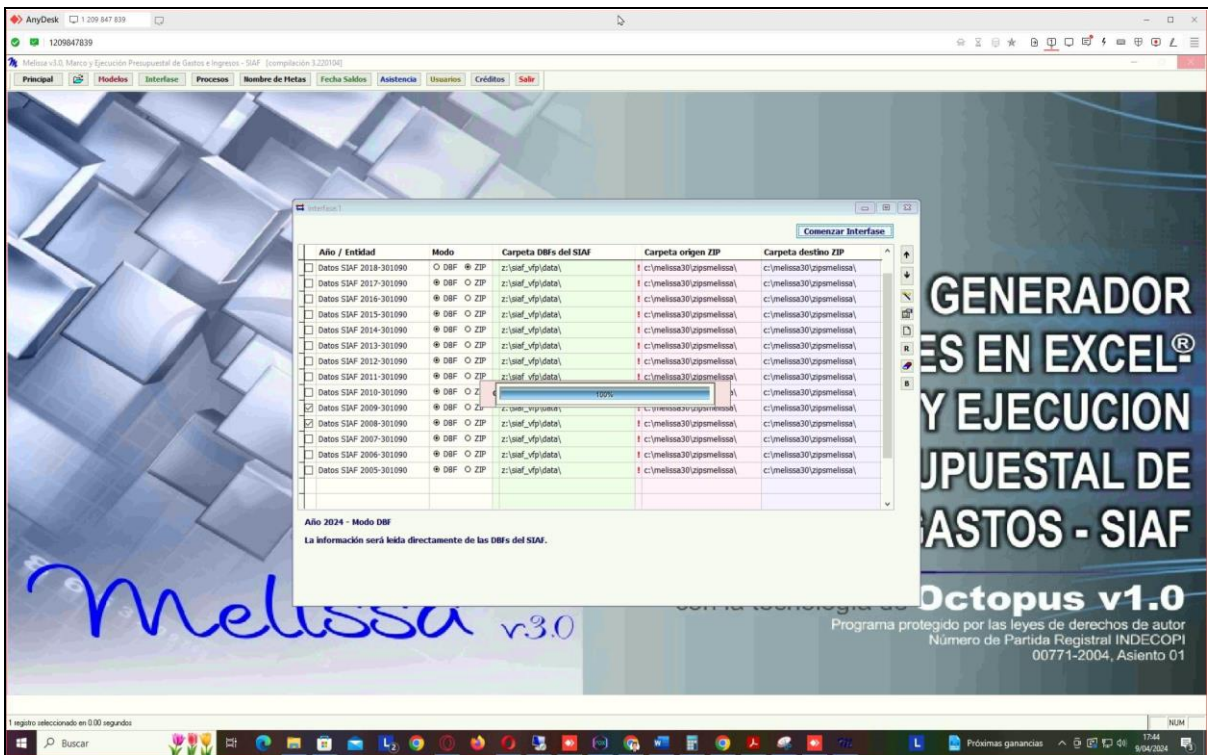 AnyDesk 1 209 847 839
1209847839
Melissa v3.0, Marco y Ejecución Presupuestal de Gastos e Ingresos - SIAF [compilación 3.220104]
Principal Modelos Interfase Procesos Nombre de Metas Fecha Saldos Asistencia Usuarios Créditos Salir
Interfase1
Comenzar Interfase
Año / Entidad Modo Carpeta DBFs del SIAF Carpeta origen ZIP Carpeta destino ZIP
Datos SIAF 2018-301090 DBF ZIP z:\siaf_vfp\data\ ! c:\melissa30\zipsmelissa\ c:\melissa30\zipsmelissa\
Datos SIAF 2017-301090 DBF ZIP z:\siaf_vfp\data\ ! c:\melissa30\zipsmelissa\ c:\melissa30\zipsmelissa\
Datos SIAF 2016-301090 DBF ZIP z:\siaf_vfp\data\ ! c:\melissa30\zipsmelissa\ c:\melissa30\zipsmelissa\
Datos SIAF 2015-301090 DBF ZIP z:\siaf_vfp\data\ ! c:\melissa30\zipsmelissa\ c:\melissa30\zipsmelissa\
Datos SIAF 2014-301090 DBF ZIP z:\siaf_vfp\data\ ! c:\melissa30\zipsmelissa\ c:\melissa30\zipsmelissa\
Datos SIAF 2013-301090 DBF ZIP z:\siaf_vfp\data\ ! c:\melissa30\zipsmelissa\ c:\melissa30\zipsmelissa\
Datos SIAF 2012-301090 DBF ZIP z:\siaf_vfp\data\ ! c:\melissa30\zipsmelissa\ c:\melissa30\zipsmelissa\
Datos SIAF 2011-301090 DBF ZIP z:\siaf_vfp\data\ ! c:\melissa30\zipsmelissa\ c:\melissa30\zipsmelissa\
Datos SIAF 2010-301090 DBF c:\melissa30\zipsmelissa\
100%
Datos SIAF 2009-301090 DBF ZIP z:\siaf_vfp\data\ ! c:\melissa30\zipsmelissa\ c:\melissa30\zipsmelissa\
Datos SIAF 2008-301090 DBF ZIP z:\siaf_vfp\data\ ! c:\melissa30\zipsmelissa\ c:\melissa30\zipsmelissa\
Datos SIAF 2007-301090 DBF ZIP z:\siaf_vfp\data\ ! c:\melissa30\zipsmelissa\ c:\melissa30\zipsmelissa\
Datos SIAF 2006-301090 DBF ZIP z:\siaf_vfp\data\ ! c:\melissa30\zipsmelissa\ c:\melissa30\zipsmelissa\
Datos SIAF 2005-301090 DBF ZIP z:\siaf_vfp\data\ ! c:\melissa30\zipsmelissa\ c:\melissa30\zipsmelissa\
R
B
Año 2024 - Modo DBF
La información será leída directamente de las DBFs del SIAF.
GENERADOR
ES EN EXCEL®
Y EJECUCION
UPUESTAL DE
GASTOS - SIAF
Melissa v3.0
con la tecnología de Octopus v1.0
Programa protegido por las leyes de derechos de autor
Número de Partida Registral INDECOPI
00771-2004, Asiento 01
1 registro seleccionado en 0.00 segundos
NUM
Buscar
Próximas ganancias
17:44
9/04/2024